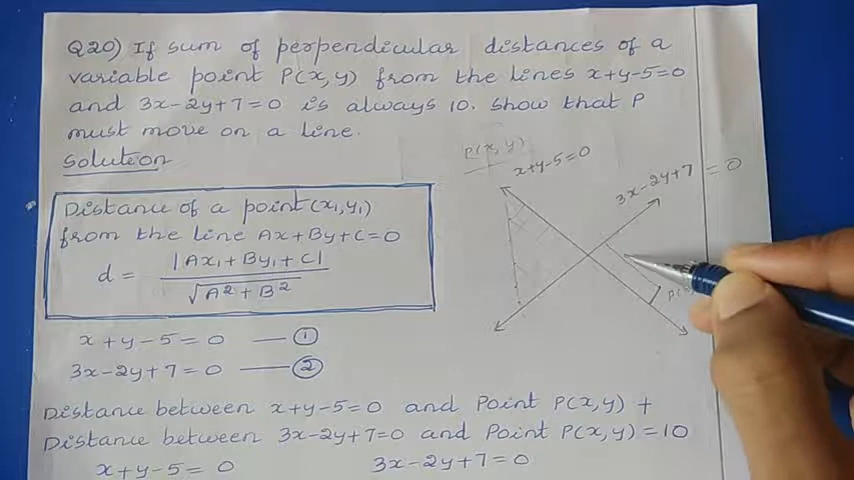 Q20) If sum of perpendicular distances of a
variable point P(x,y) from the lines x+y-5=0
and 3x-2y+7=0 is always 10. Show that P
must move on a line.
Solution
P(x,y)
x+y-5=0
3x-2y+7=0
Distance of a point (x₁,y₁)
from the line Ax+By+C=0
d = |Ax₁+By₁+C| / √A²+B²
x+y-5=0 — ①
3x-2y+7=0 — ②
Distance between x+y-5=0 and Point P(x,y) +
Distance between 3x-2y+7=0 and Point P(x,y)=10
x+y-5=0 3x-2y+7=0